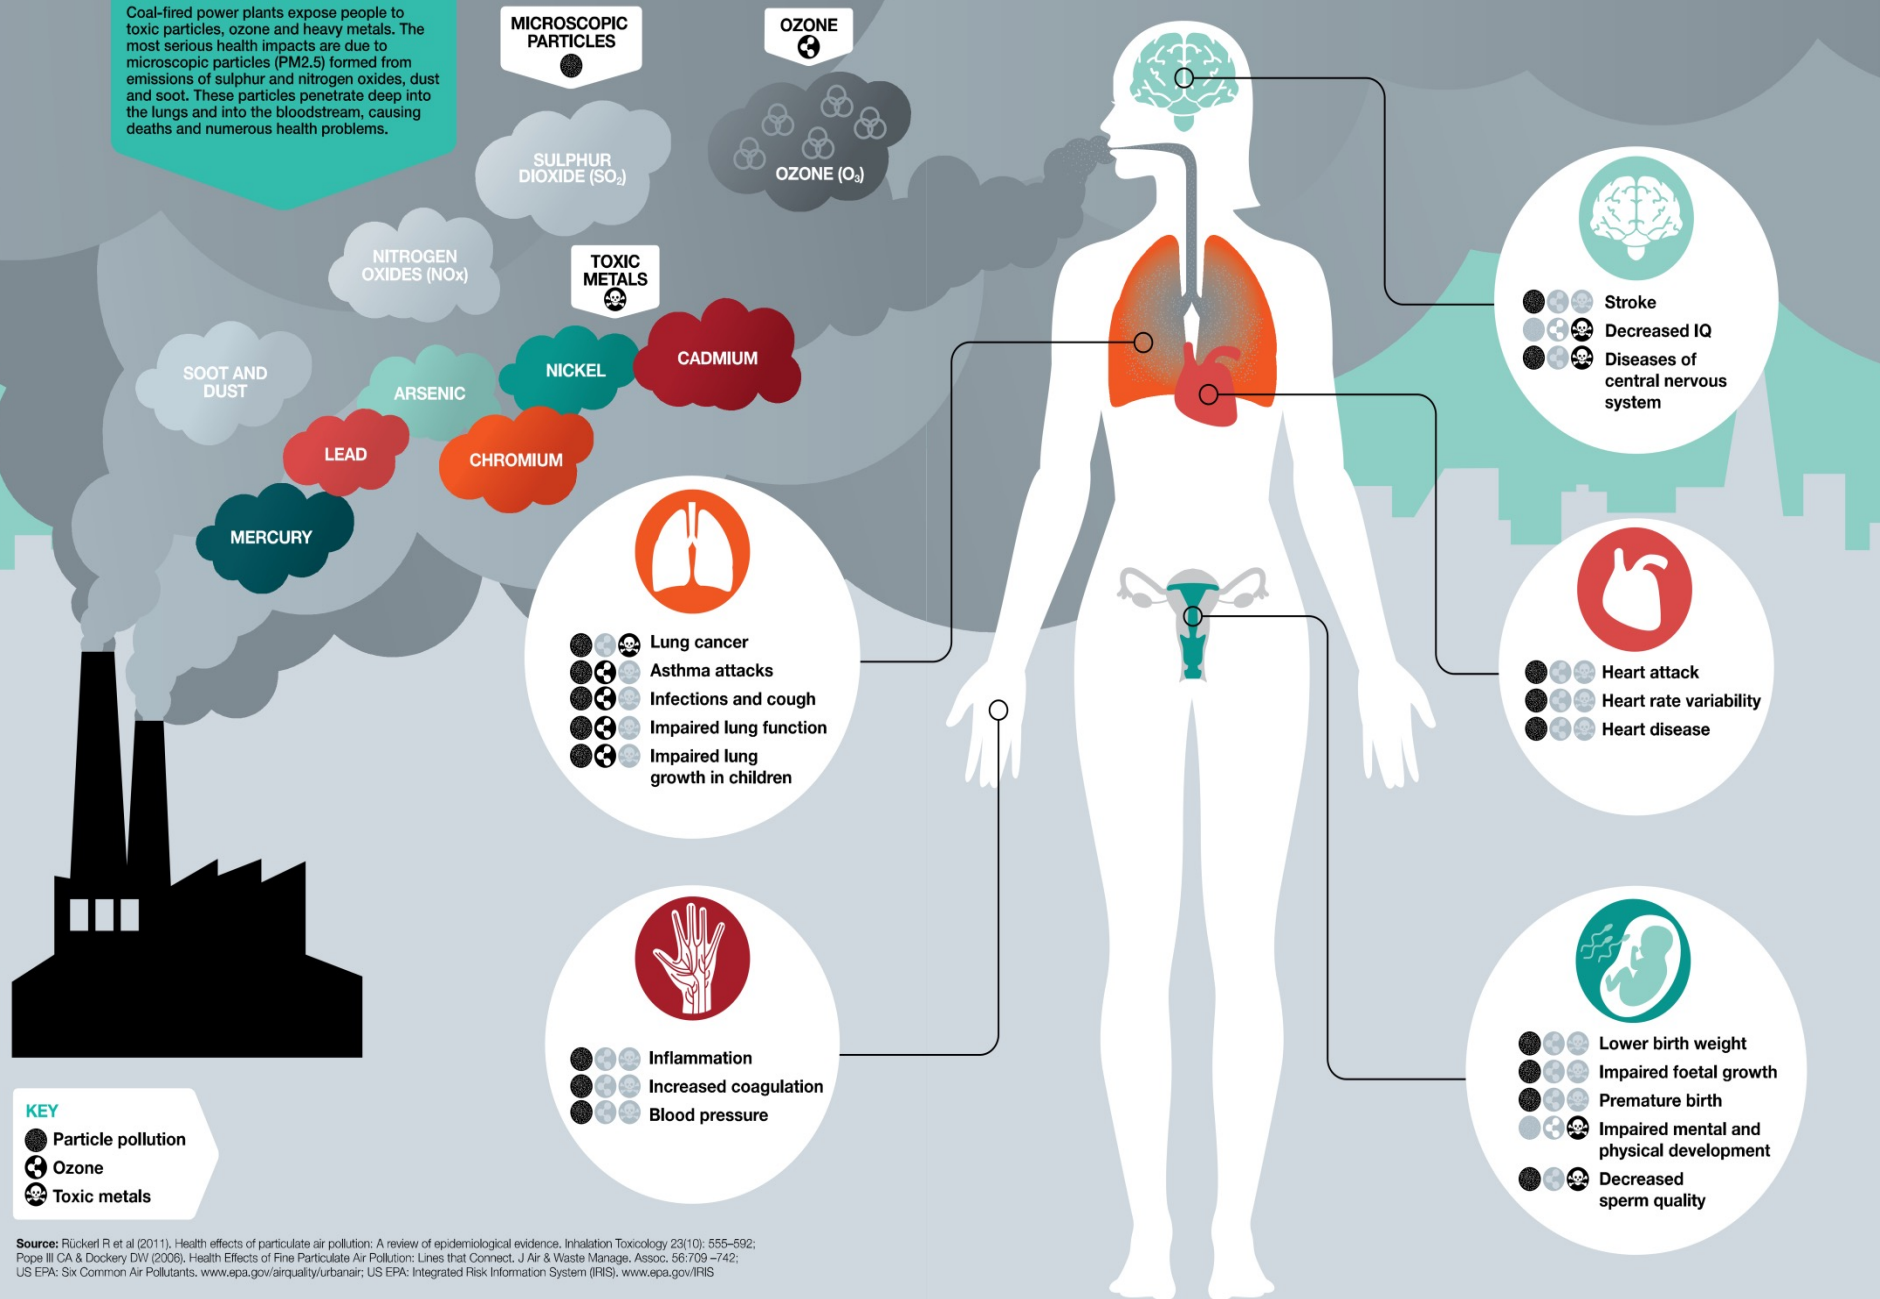 Coal-fired power plants expose people to
toxic particles, ozone and heavy metals. The
most serious health impacts are due to
microscopic particles (PM2.5) formed from
emissions of sulphur and nitrogen oxides, dust
and soot. These particles penetrate deep into
the lungs and into the bloodstream, causing
deaths and numerous health problems.
MICROSCOPIC
PARTICLES
OZONE
SULPHUR
DIOXIDE (SO₂)
OZONE (O₃)
NITROGEN
OXIDES (NOx)
TOXIC
METALS
SOOT AND
DUST
ARSENIC
NICKEL
CADMIUM
LEAD
CHROMIUM
MERCURY
Stroke
Decreased IQ
Diseases of
central nervous
system
Lung cancer
Asthma attacks
Infections and cough
Impaired lung function
Impaired lung
growth in children
Heart attack
Heart rate variability
Heart disease
Inflammation
Increased coagulation
Blood pressure
Lower birth weight
Impaired foetal growth
Premature birth
Impaired mental and
physical development
Decreased
sperm quality
KEY
Particle pollution
Ozone
Toxic metals
Source: Rückerl R et al (2011). Health effects of particulate air pollution: A review of epidemiological evidence. Inhalation Toxicology 23(10): 555–592;
Pope III CA & Dockery DW (2006). Health Effects of Fine Particulate Air Pollution: Lines that Connect. J Air & Waste Manage. Assoc. 56:709 –742;
US EPA: Six Common Air Pollutants. www.epa.gov/airquality/urbanair; US EPA: Integrated Risk Information System (IRIS). www.epa.gov/IRIS